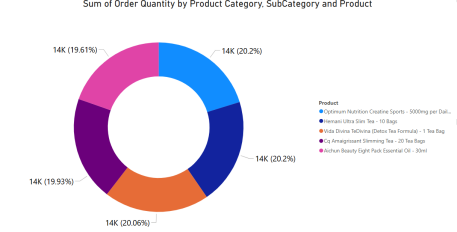 Sum of Order Quantity by Product Category, SubCategory and Product
14K (19.61%)
14K (20.2%)
14K (20.2%)
14K (19.93%)
14K (20.06%)
Product
Optimum Nutrition Creatine Sports - 5000mg per Dail...
Hemani Ultra Slim Tea - 10 Bags
Vida Divina TeDivina (Detox Tea Formula) - 1 Tea Bag
Cq Amaigrissant Slimming Tea - 20 Tea Bags
Aichun Beauty Eight Pack Essential Oil - 30ml